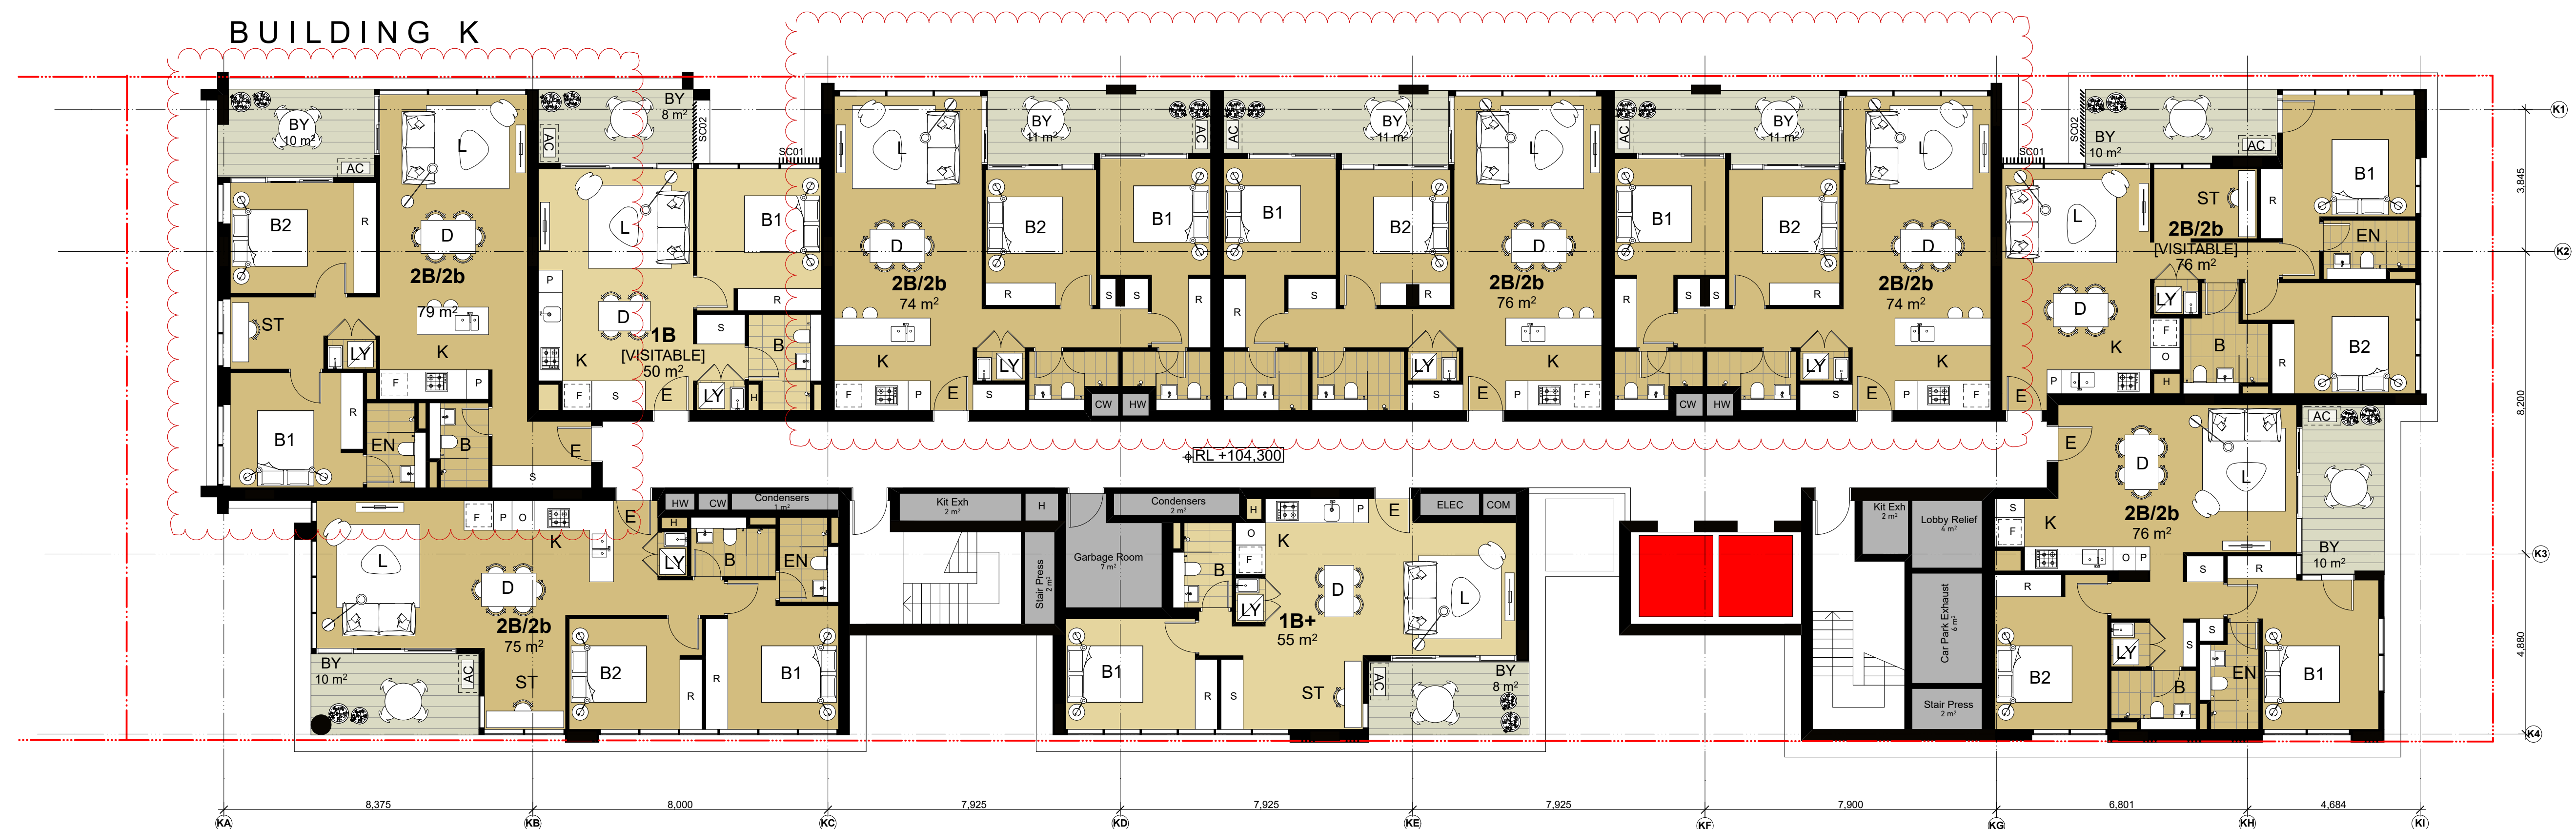 BUILDING K
BY
10 m²
AC
L
D
2B/2b
79 m²
B2
R
ST
LY
K
F
P
B1
R
EN
B
E
S
BY
8 m²
AC
SC02
SC01
L
B1
P
D
R
1B
[VISITABLE]
50 m²
K
S
B
F
S
E
LY
H
L
BY
11 m²
AC
D
2B/2b
74 m²
B2
B1
R
S
S
R
K
LY
F
P
E
S
CW
HW
BY
11 m²
AC
L
B1
B2
D
2B/2b
76 m²
R
S
R
K
LY
S
E
P
F
BY
11 m²
AC
L
B1
B2
D
2B/2b
74 m²
R
S
S
R
K
LY
S
E
P
F
CW
HW
SC01
SC02
BY
10 m²
AC
B1
L
ST
R
2B/2b
[VISITABLE]
76 m²
EN
D
LY
F
O
K
B
R
B2
P
H
E
K1
3,845
K2
8,200
K3
4,880
K4
RL +104,300
E
D
L
AC
2B/2b
76 m²
S
F
K
O
P
BY
10 m²
S
R
R
B2
LY
S
S
B
EN
B1
F
P
O
K
E
L
D
2B/2b
75 m²
LY
H
B
EN
BY
10 m²
AC
ST
B2
R
R
B1
HW
CW
Condensers
1 m²
Kit Exh
2 m²
H
Condensers
2 m²
H
Stair Press
2 m²
Garbage Room
7 m²
P
E
ELEC
COM
O
F
K
B
LY
D
L
1B+
55 m²
B1
R
S
ST
AC
BY
8 m²
Kit Exh
2 m²
Lobby Relief
4 m²
Car Park Exhaust
6 m²
Stair Press
2 m²
8,375
8,000
7,925
7,925
7,925
7,900
6,801
4,684
KA
KB
KC
KD
KE
KF
KG
KH
KI